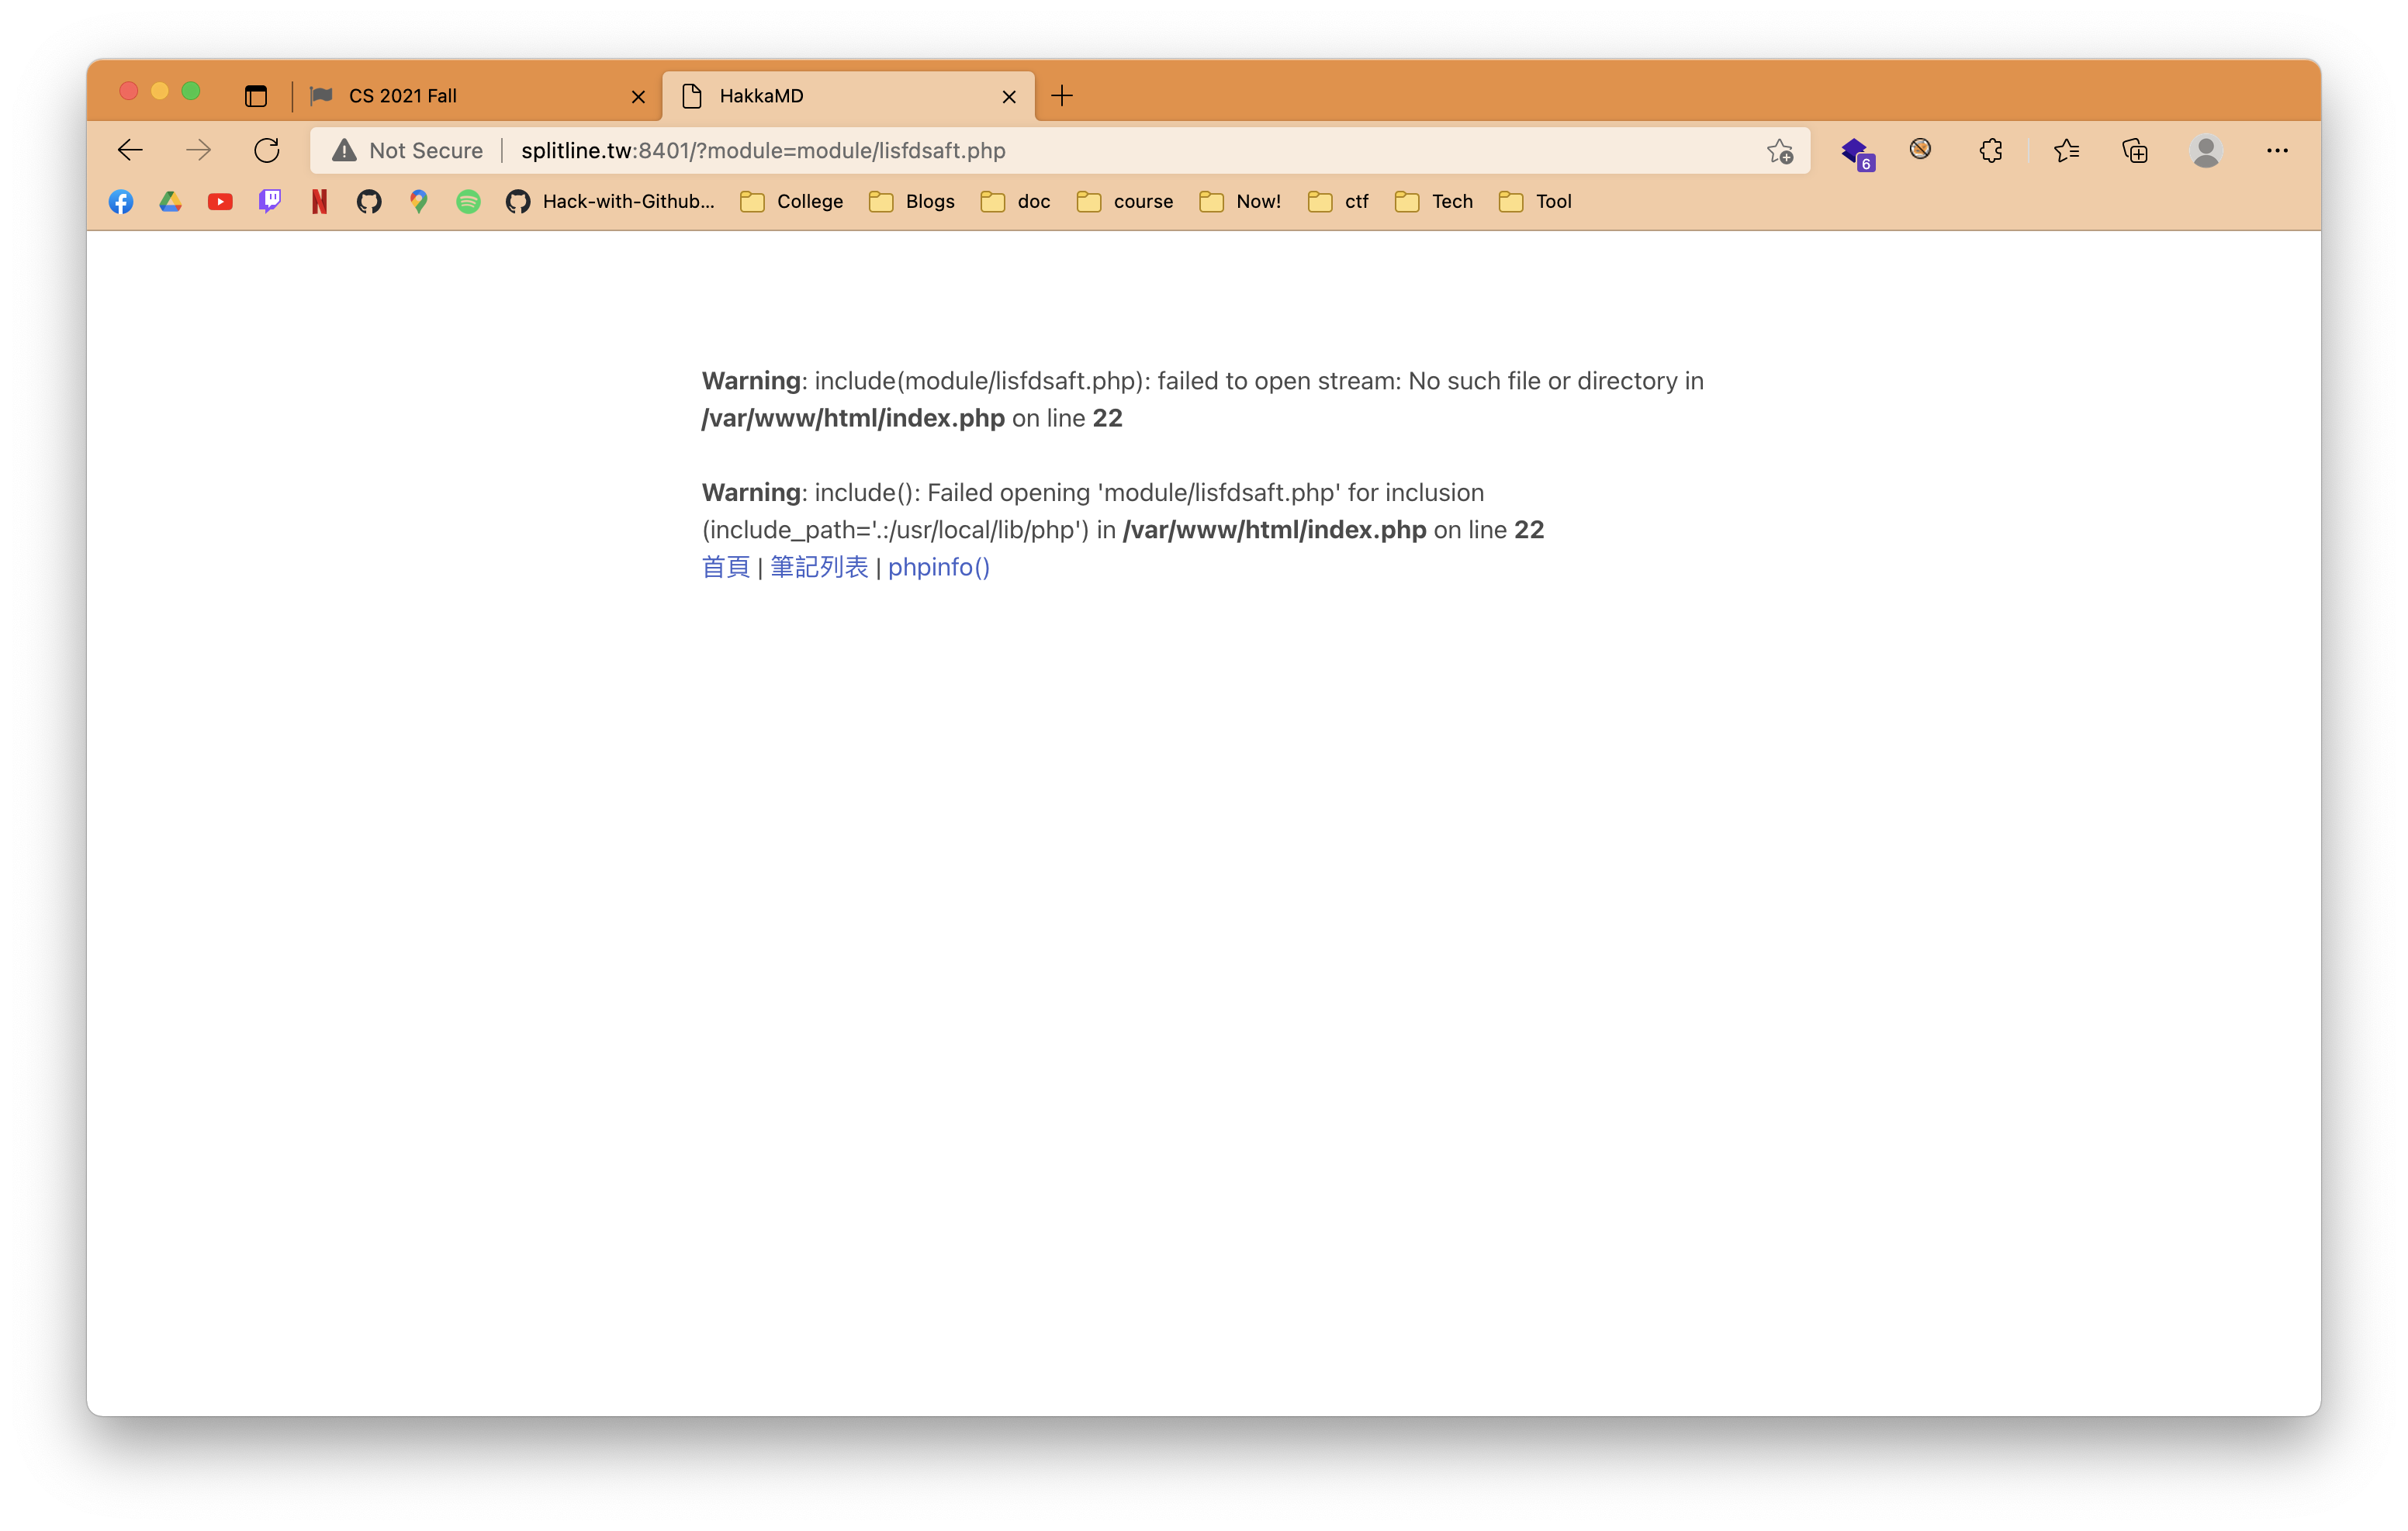 CS 2021 Fall
HakkaMD
Not Secure
splitline.tw:8401/?module=module/lisfdsaft.php
6
Hack-with-Github...
College
Blogs
doc
course
Now!
ctf
Tech
Tool
Warning: include(module/lisfdsaft.php): failed to open stream: No such file or directory in
/var/www/html/index.php on line 22
Warning: include(): Failed opening 'module/lisfdsaft.php' for inclusion
(include_path='.:/usr/local/lib/php') in /var/www/html/index.php on line 22
首頁 | 筆記列表 | phpinfo()